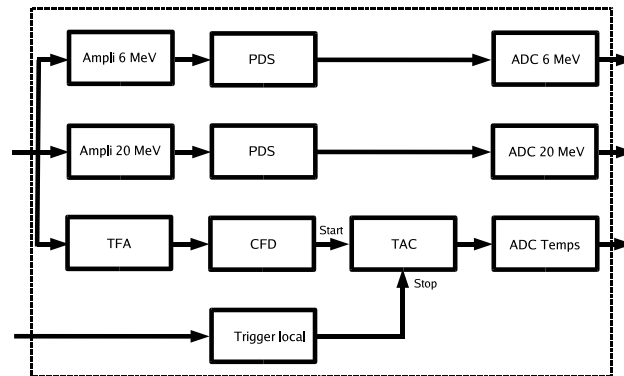 Ampli 6 MeV
PDS
ADC 6 MeV
Ampli 20 MeV
PDS
ADC 20 MeV
TFA
CFD
Start
TAC
ADC Temps
Stop
Trigger local